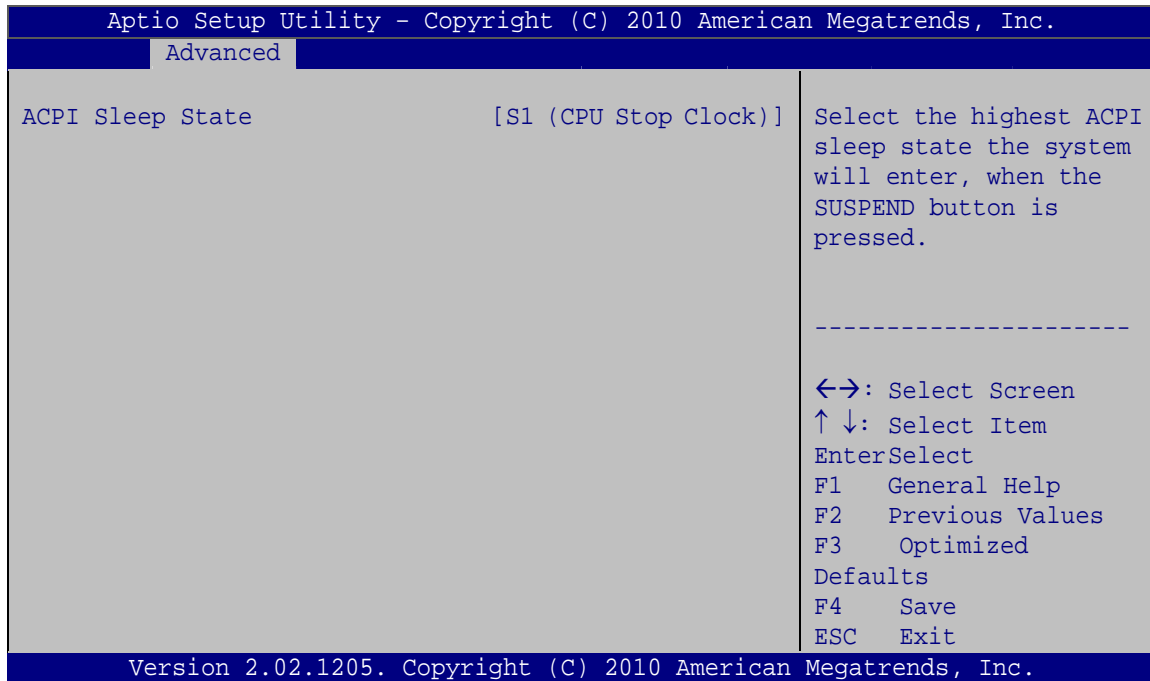 Aptio Setup Utility – Copyright (C) 2010 American Megatrends, Inc.
Advanced
ACPI Sleep State [S1 (CPU Stop Clock)]
Select the highest ACPI
sleep state the system
will enter, when the
SUSPEND button is
pressed.
----------------------
←→: Select Screen
↑ ↓: Select Item
EnterSelect
F1 General Help
F2 Previous Values
F3 Optimized
Defaults
F4 Save
ESC Exit
Version 2.02.1205. Copyright (C) 2010 American Megatrends, Inc.